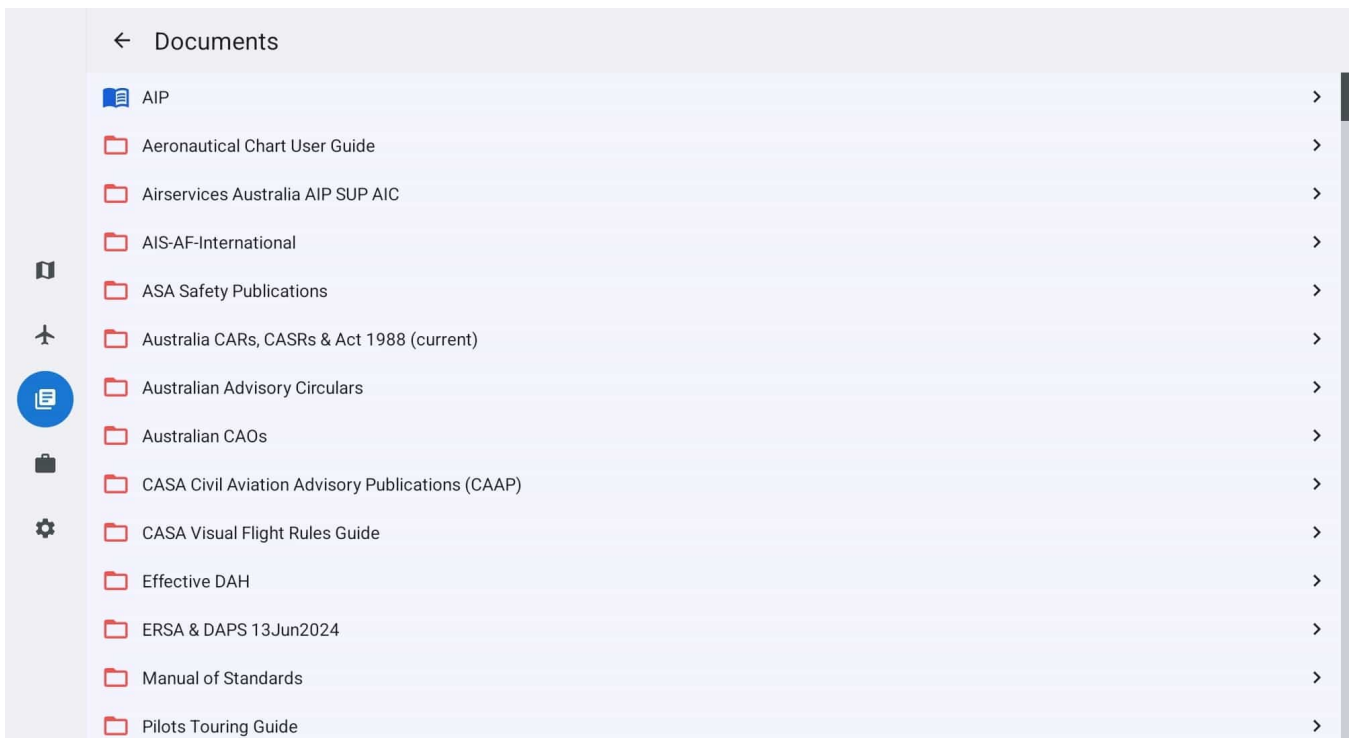 Documents
AIP
Aeronautical Chart User Guide
Airservices Australia AIP SUP AIC
AIS-AF-International
ASA Safety Publications
Australia CARs, CASRs & Act 1988 (current)
Australian Advisory Circulars
Australian CAOs
CASA Civil Aviation Advisory Publications (CAAP)
CASA Visual Flight Rules Guide
Effective DAH
ERSA & DAPS 13Jun2024
Manual of Standards
Pilots Touring Guide